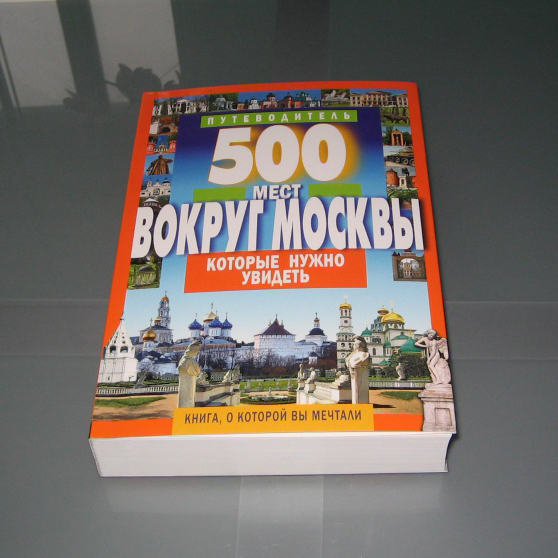 ПУТЕВОДИТЕЛЬ
500
МЕСТ
ВОКРУГ МОСКВЫ
КОТОРЫЕ НУЖНО
УВИДЕТЬ
КНИГА, О КОТОРОЙ ВЫ МЕЧТАЛИ